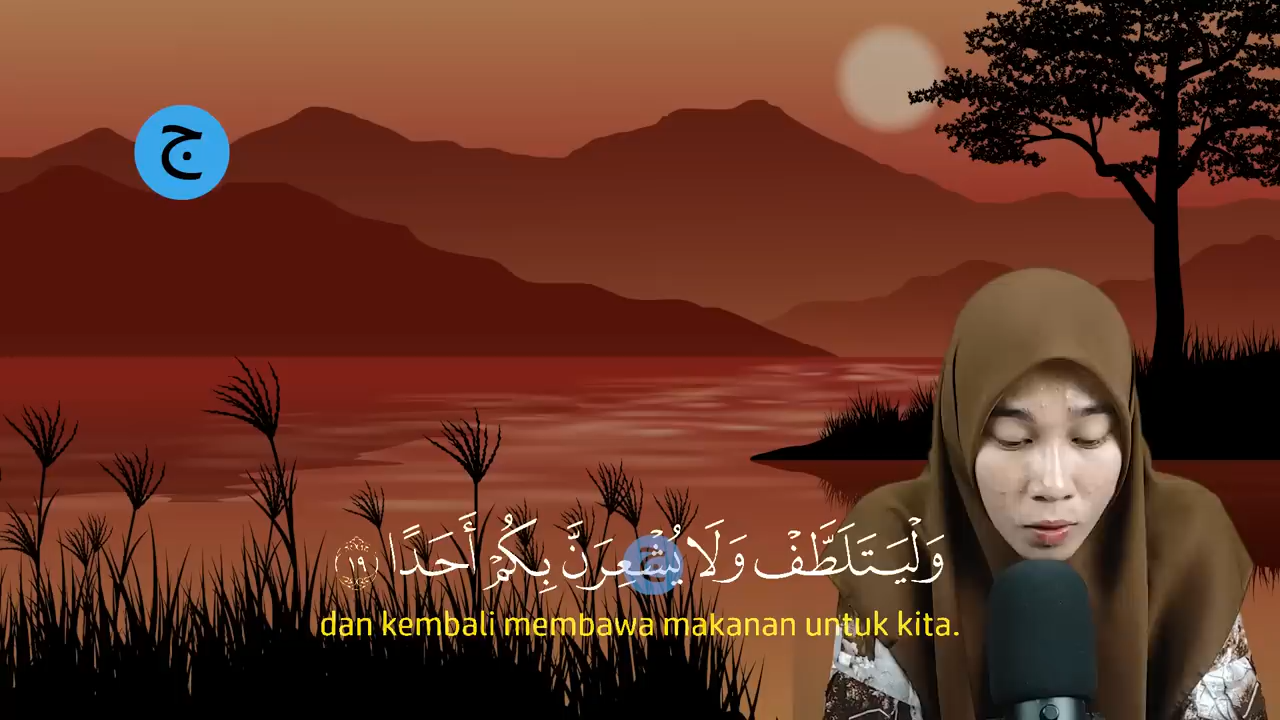 ج
وَلْيَتَلَطَّفْ وَلَا يُشْعِرَنَّ بِكُمْ أَحَدًا ١٩
dan kembali membawa makanan untuk kita.